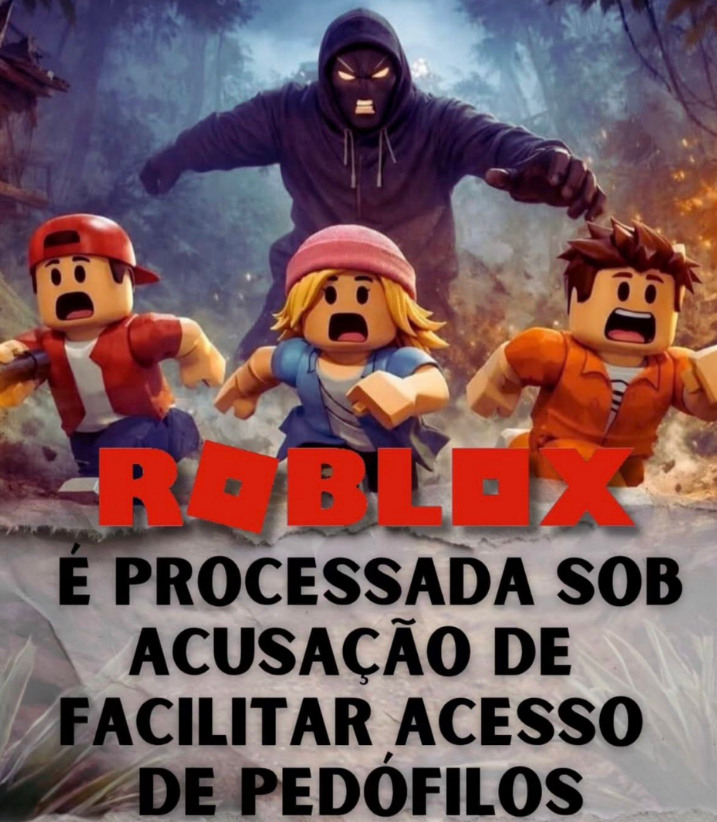 ROBLOX
É PROCESSADA SOB
ACUSAÇÃO DE
FACILITAR ACESSO
DE PEDÓFILOS